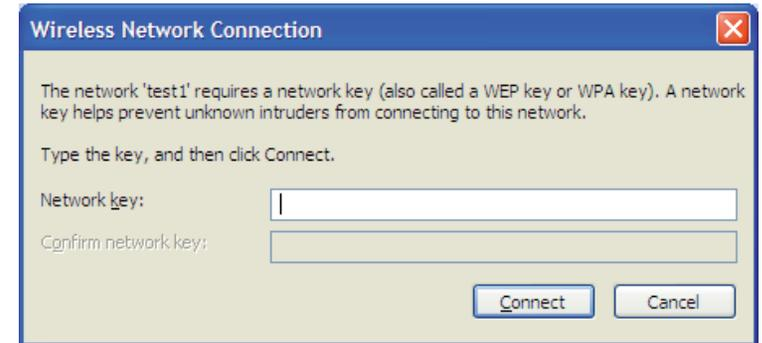 Wireless Network Connection
The network 'test1' requires a network key (also called a WEP key or WPA key). A network
key helps prevent unknown intruders from connecting to this network.
Type the key, and then click Connect.
Network key:
Confirm network key:
Connect Cancel